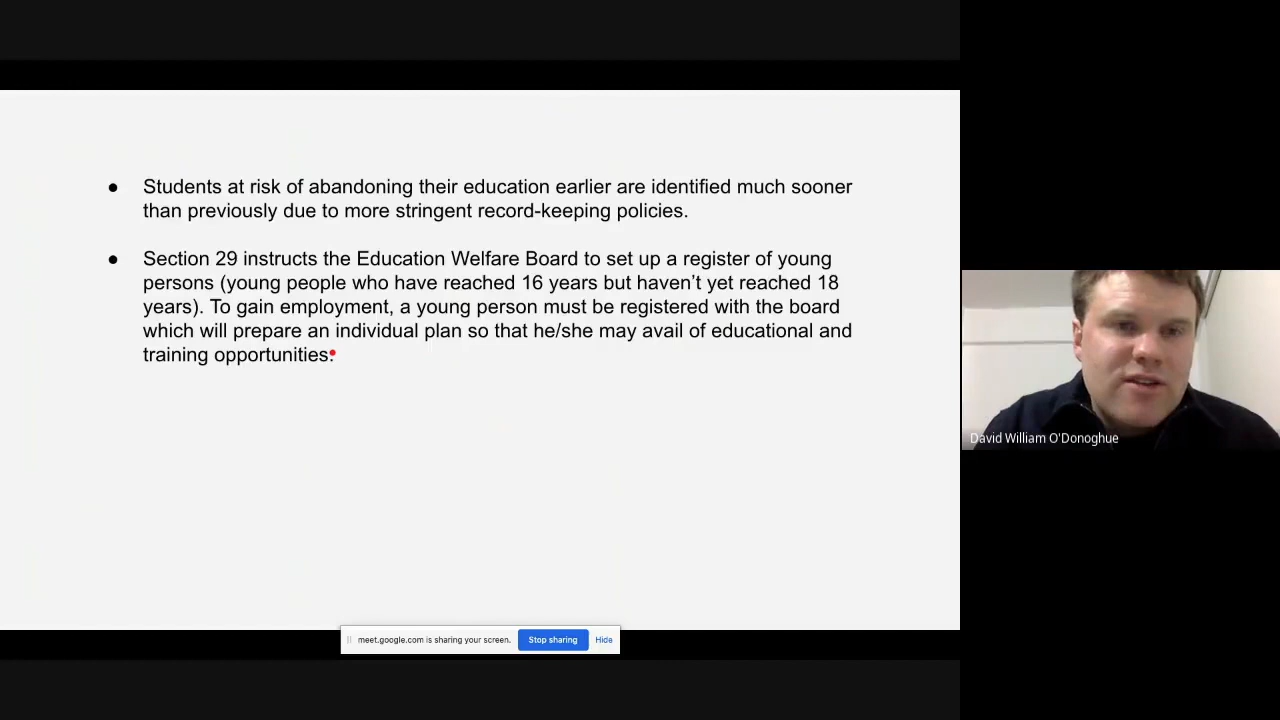 ● Students at risk of abandoning their education earlier are identified much sooner
than previously due to more stringent record-keeping policies.
● Section 29 instructs the Education Welfare Board to set up a register of young
persons (young people who have reached 16 years but haven’t yet reached 18
years). To gain employment, a young person must be registered with the board
which will prepare an individual plan so that he/she may avail of educational and
training opportunities.
David William O'Donoghue
meet.google.com is sharing your screen. Stop sharing Hide